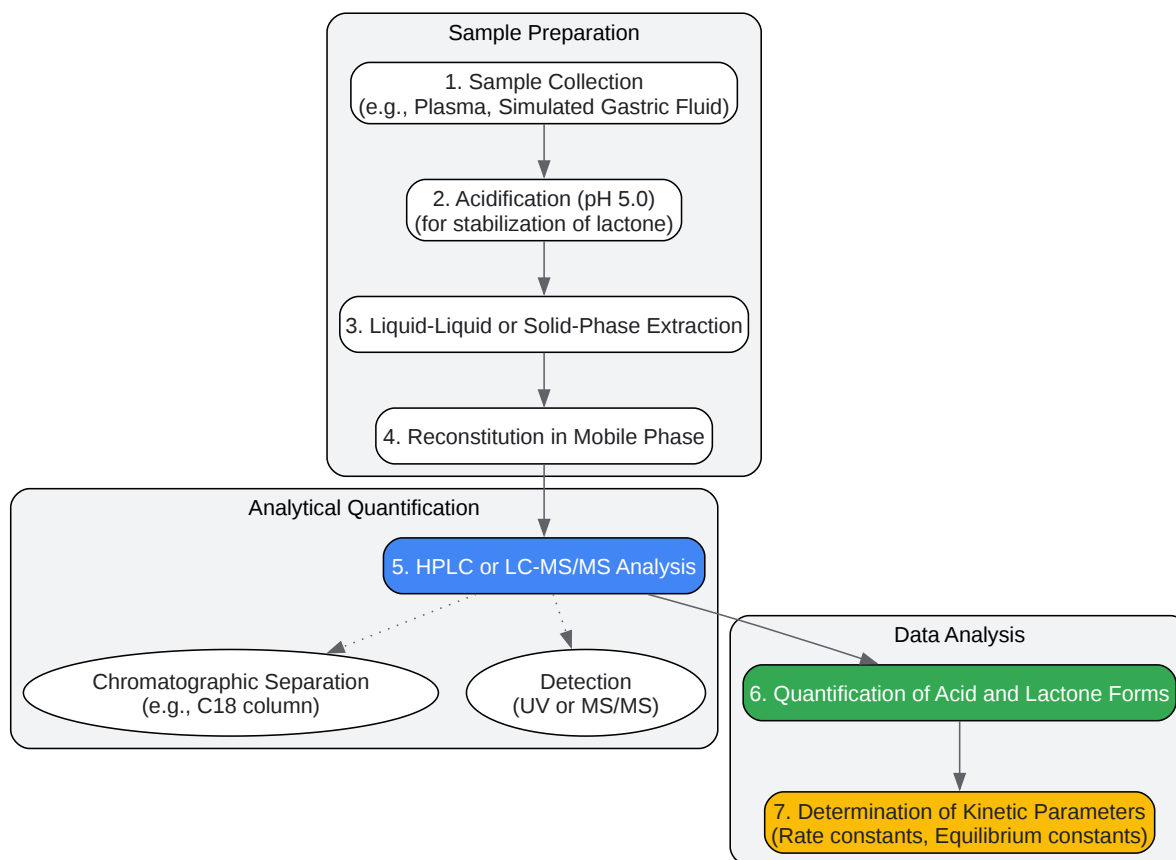 Sample Preparation
1. Sample Collection
(e.g., Plasma, Simulated Gastric Fluid)
2. Acidification (pH 5.0)
(for stabilization of lactone)
3. Liquid-Liquid or Solid-Phase Extraction
4. Reconstitution in Mobile Phase
Analytical Quantification
5. HPLC or LC-MS/MS Analysis
Chromatographic Separation
(e.g., C18 column)
Detection
(UV or MS/MS)
Data Analysis
6. Quantification of Acid and Lactone Forms
7. Determination of Kinetic Parameters
(Rate constants, Equilibrium constants)